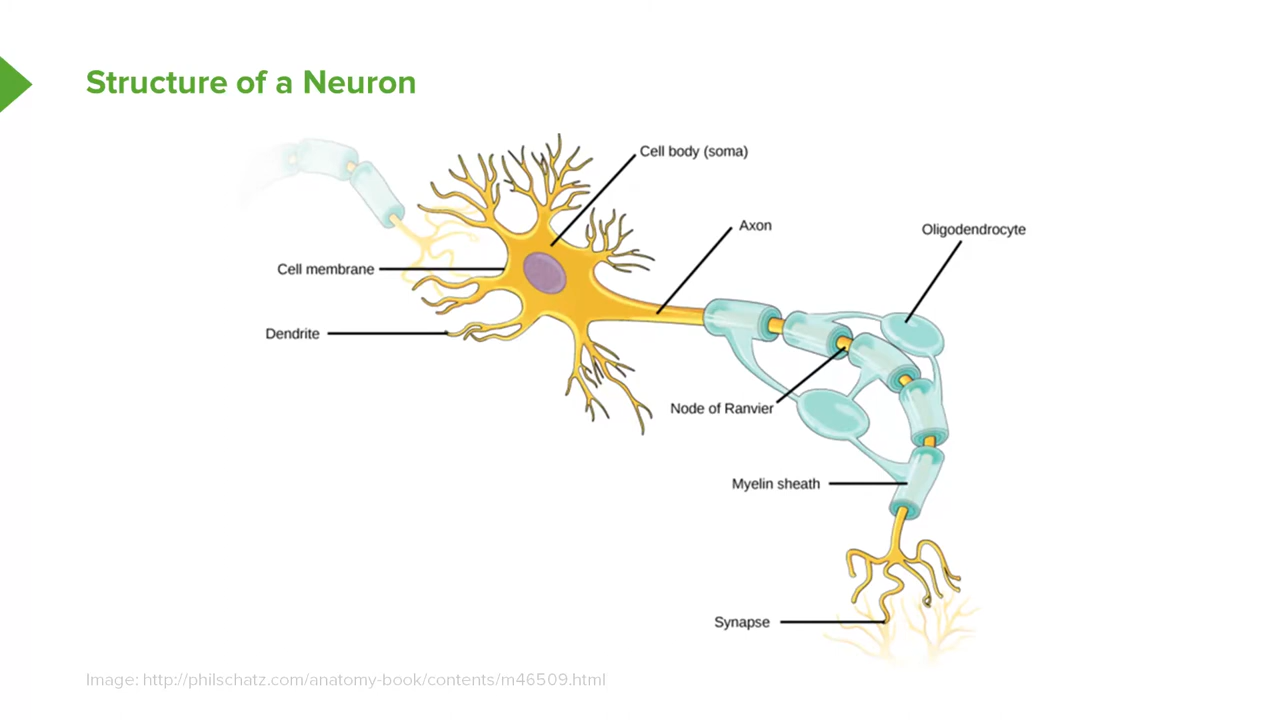 Structure of a Neuron
Cell body (soma)
Axon
Oligodendrocyte
Cell membrane
Dendrite
Node of Ranvier
Myelin sheath
Synapse
Image: http://philschatz.com/anatomy-book/contents/m46509.html